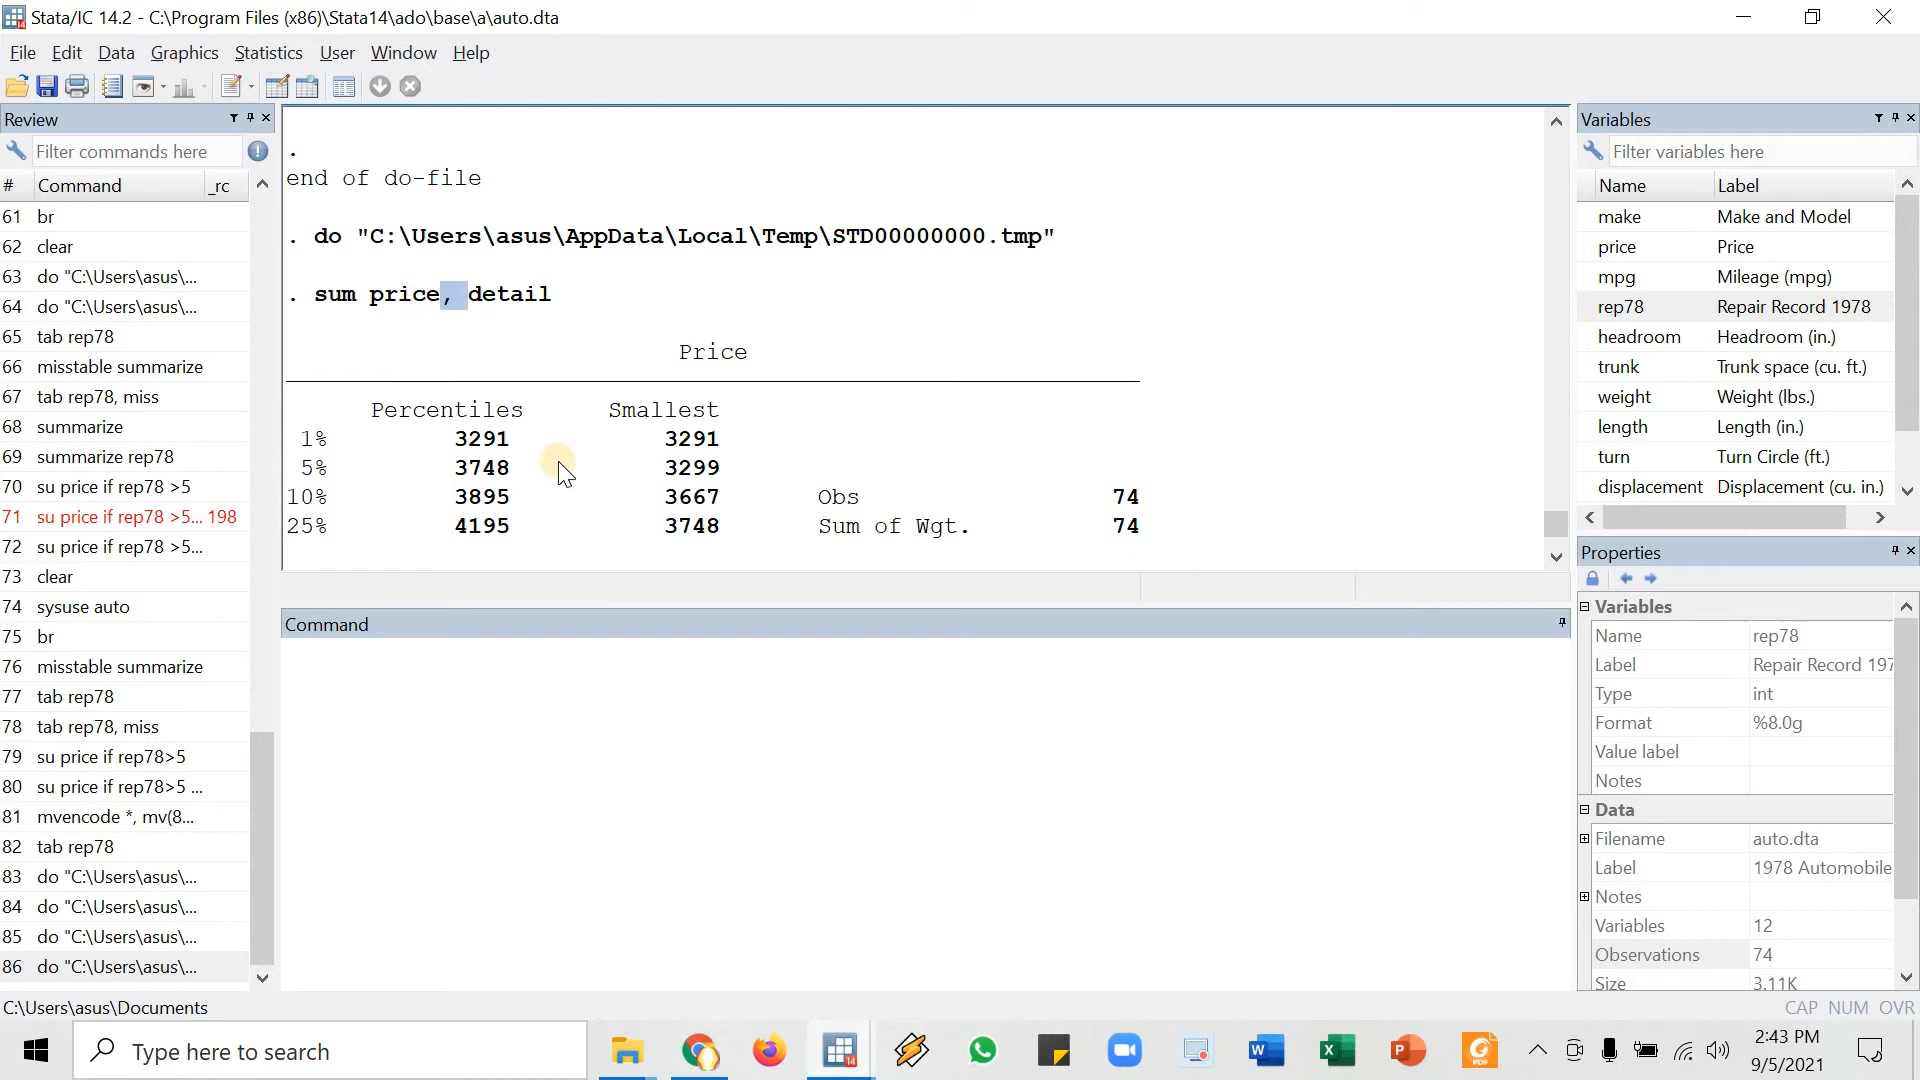 Stata/IC 14.2 - C:\Program Files (x86)\Stata14\ado\base\a\auto.dta
File Edit Data Graphics Statistics User Window Help
Review
Filter commands here
# Command _rc
61 br
62 clear
63 do "C:\Users\asus\...
64 do "C:\Users\asus\...
65 tab rep78
66 misstable summarize
67 tab rep78, miss
68 summarize
69 summarize rep78
70 su price if rep78 >5
71 su price if rep78 >5... 198
72 su price if rep78 >5...
73 clear
74 sysuse auto
75 br
76 misstable summarize
77 tab rep78
78 tab rep78, miss
79 su price if rep78>5
80 su price if rep78>5 ...
81 mvencode *, mv(8...
82 tab rep78
83 do "C:\Users\asus\...
84 do "C:\Users\asus\...
85 do "C:\Users\asus\...
86 do "C:\Users\asus\...
.
end of do-file
. do "C:\Users\asus\AppData\Local\Temp\STD00000000.tmp"
. sum price, detail
Price
Percentiles Smallest
1% 3291 3291
5% 3748 3299
10% 3895 3667 Obs 74
25% 4195 3748 Sum of Wgt. 74
Command
Variables
Filter variables here
Name Label
make Make and Model
price Price
mpg Mileage (mpg)
rep78 Repair Record 1978
headroom Headroom (in.)
trunk Trunk space (cu. ft.)
weight Weight (lbs.)
length Length (in.)
turn Turn Circle (ft.)
displacement Displacement (cu. in.)
Properties
Variables
Name rep78
Label Repair Record 197
Type int
Format %8.0g
Value label
Notes
Data
Filename auto.dta
Label 1978 Automobile
Notes
Variables 12
Observations 74
Size 3.11K
C:\Users\asus\Documents
CAP NUM OVR
Type here to search
14
PDF
2:43 PM
9/5/2021